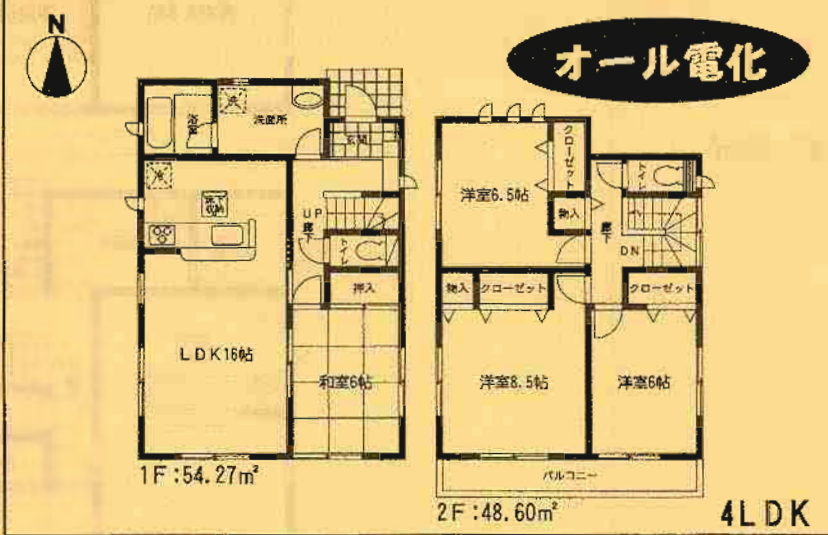 N
オール電化
浴室
洗面所
玄関
床下収納
UP
廊下
トイレ
押入
LDK16帖
和室6帖
1F:54.27㎡
クローゼット
洋室6.5帖
物入
トイレ
廊下
DN
物入
クローゼット
クローゼット
洋室8.5帖
洋室6帖
バルコニー
2F:48.60㎡
4LDK